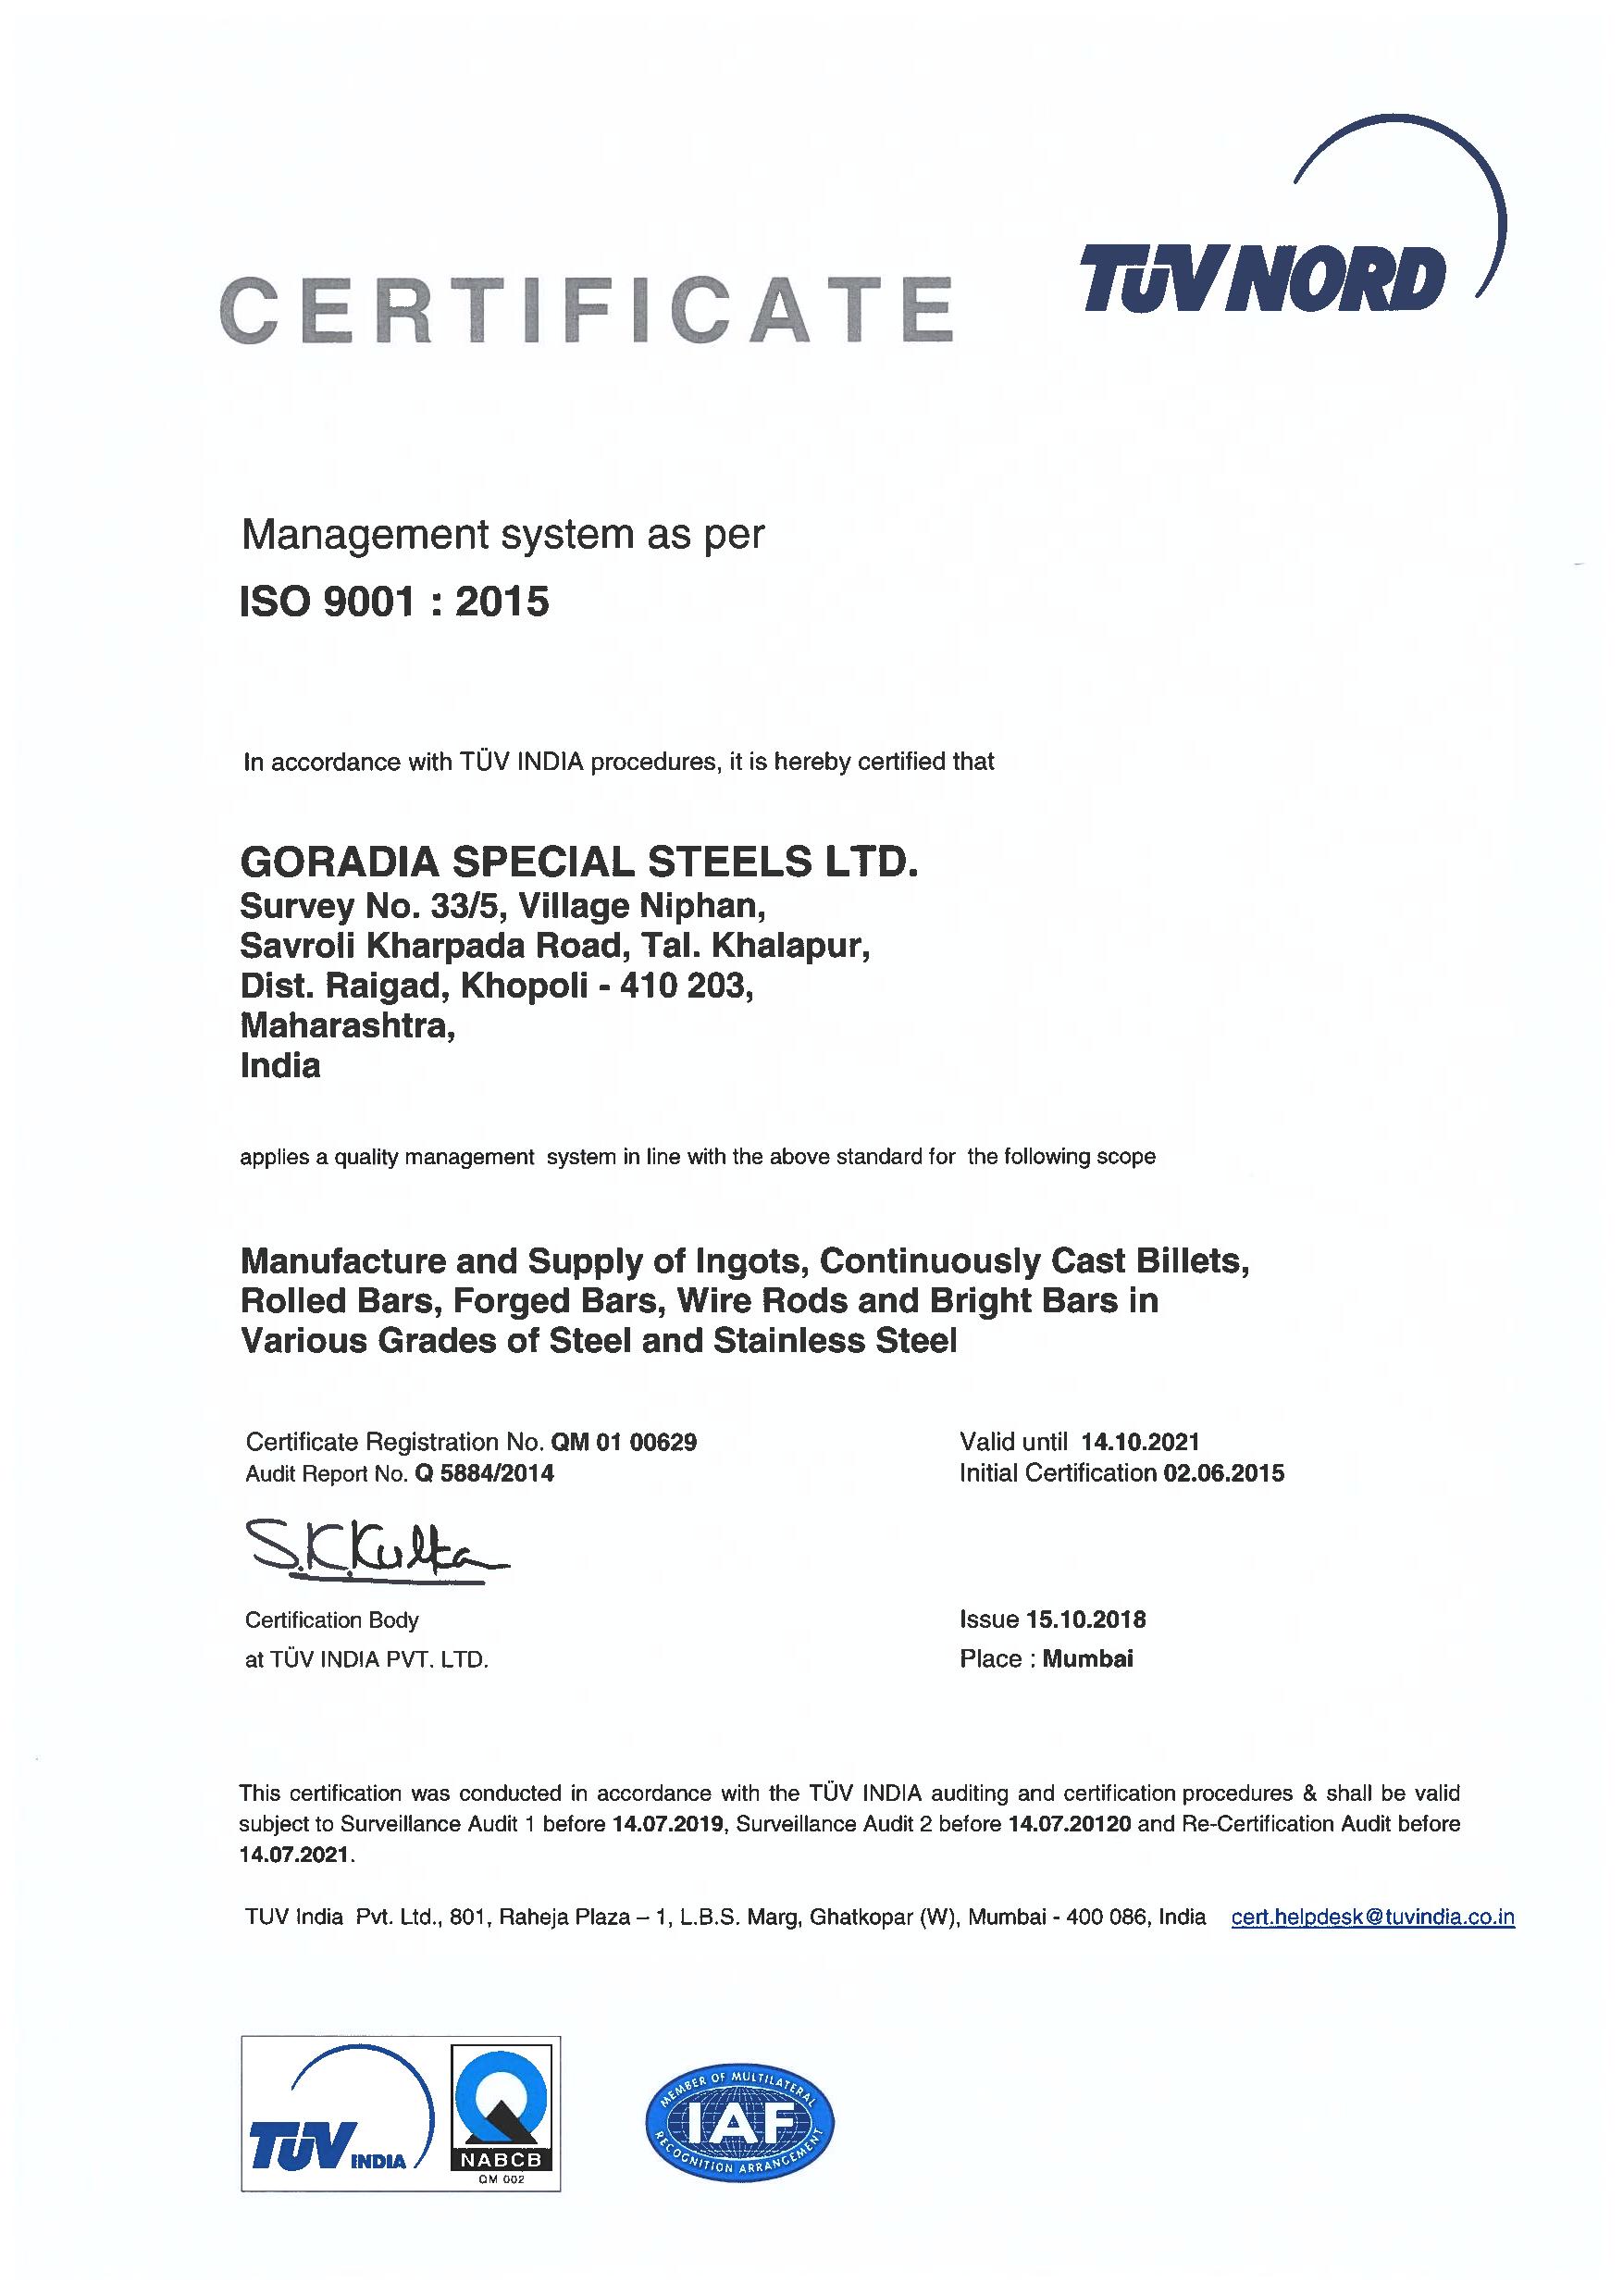 TÜV NORD
CERTIFICATE
Management system as per
ISO 9001 : 2015
In accordance with TÜV INDIA procedures, it is hereby certified that
GORADIA SPECIAL STEELS LTD.
Survey No. 33/5, Village Niphan,
Savroli Kharpada Road, Tal. Khalapur,
Dist. Raigad, Khopoli - 410 203,
Maharashtra,
India
applies a quality management system in line with the above standard for the following scope
Manufacture and Supply of Ingots, Continuously Cast Billets,
Rolled Bars, Forged Bars, Wire Rods and Bright Bars in
Various Grades of Steel and Stainless Steel
Certificate Registration No. QM 01 00629
Audit Report No. Q 5884/2014
Valid until 14.10.2021
Initial Certification 02.06.2015
S.K.Kulka
Certification Body
at TÜV INDIA PVT. LTD.
Issue 15.10.2018
Place : Mumbai
This certification was conducted in accordance with the TÜV INDIA auditing and certification procedures & shall be valid
subject to Surveillance Audit 1 before 14.07.2019, Surveillance Audit 2 before 14.07.20120 and Re-Certification Audit before
14.07.2021.
TUV India Pvt. Ltd., 801, Raheja Plaza – 1, L.B.S. Marg, Ghatkopar (W), Mumbai - 400 086, India cert.helpdesk@tuvindia.co.in
TÜV INDIA
NABCB
QM 002
MEMBER OF MULTILATERAL
IAF
RECOGNITION ARRANGEMENT